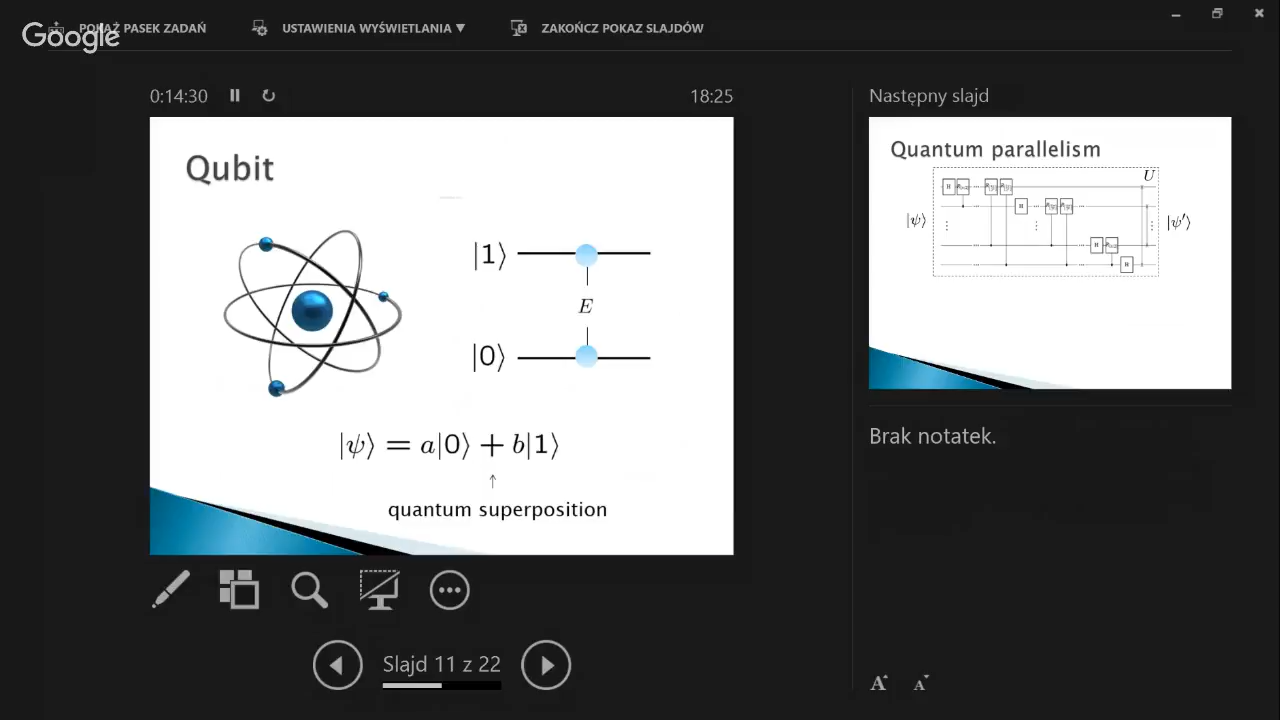 Google
POKAŻ PASEK ZADAŃ
USTAWIENIA WYŚWIETLANIA ▼
ZAKOŃCZ POKAZ SLAJDÓW
0:14:30
18:25
Następny slajd
Qubit
|1⟩
E
|0⟩
|ψ⟩ = a|0⟩ + b|1⟩
↑
quantum superposition
Quantum parallelism
U
|ψ⟩
H
H
H
H
|ψ′⟩
Brak notatek.
Slajd 11 z 22
A A